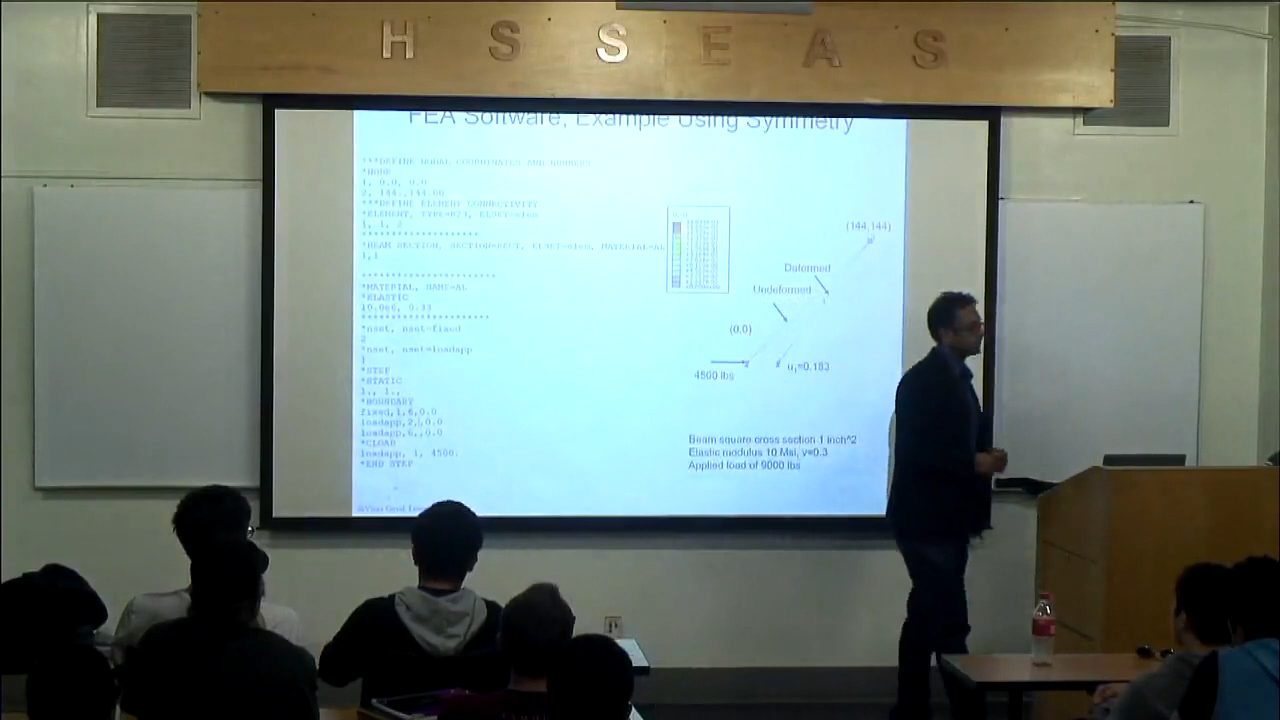 H S S E A S
FEA Software, Example Using Symmetry
***DEFINE NODAL COORDINATES AND NUMBERS
*NODE
1, 0.0, 0.0
2, 144.,144.00
***DEFINE ELEMENT CONNECTIVITY
*ELEMENT, TYPE=B23, ELSET=elem
1, 1, 2
*BEAM SECTION, SECTION=RECT, ELSET=elem, MATERIAL=AL
1,1
*MATERIAL, NAME=AL
*ELASTIC
10.0e6, 0.33
*nset, nset=fixed
2
*nset, nset=loadapp
1
*STEP
*STATIC
1., 1.,
*BOUNDARY
fixed,1,6,0.0
loadapp,2,,0.0
loadapp,6,,0.0
*CLOAD
loadapp, 1, 4500.
*END STEP
(144,144)
Deformed
Undeformed
(0,0)
4500 lbs
u₁=0.183
Beam square cross section 1 inch^2
Elastic modulus 10 Msi, v=0.3
Applied load of 9000 lbs